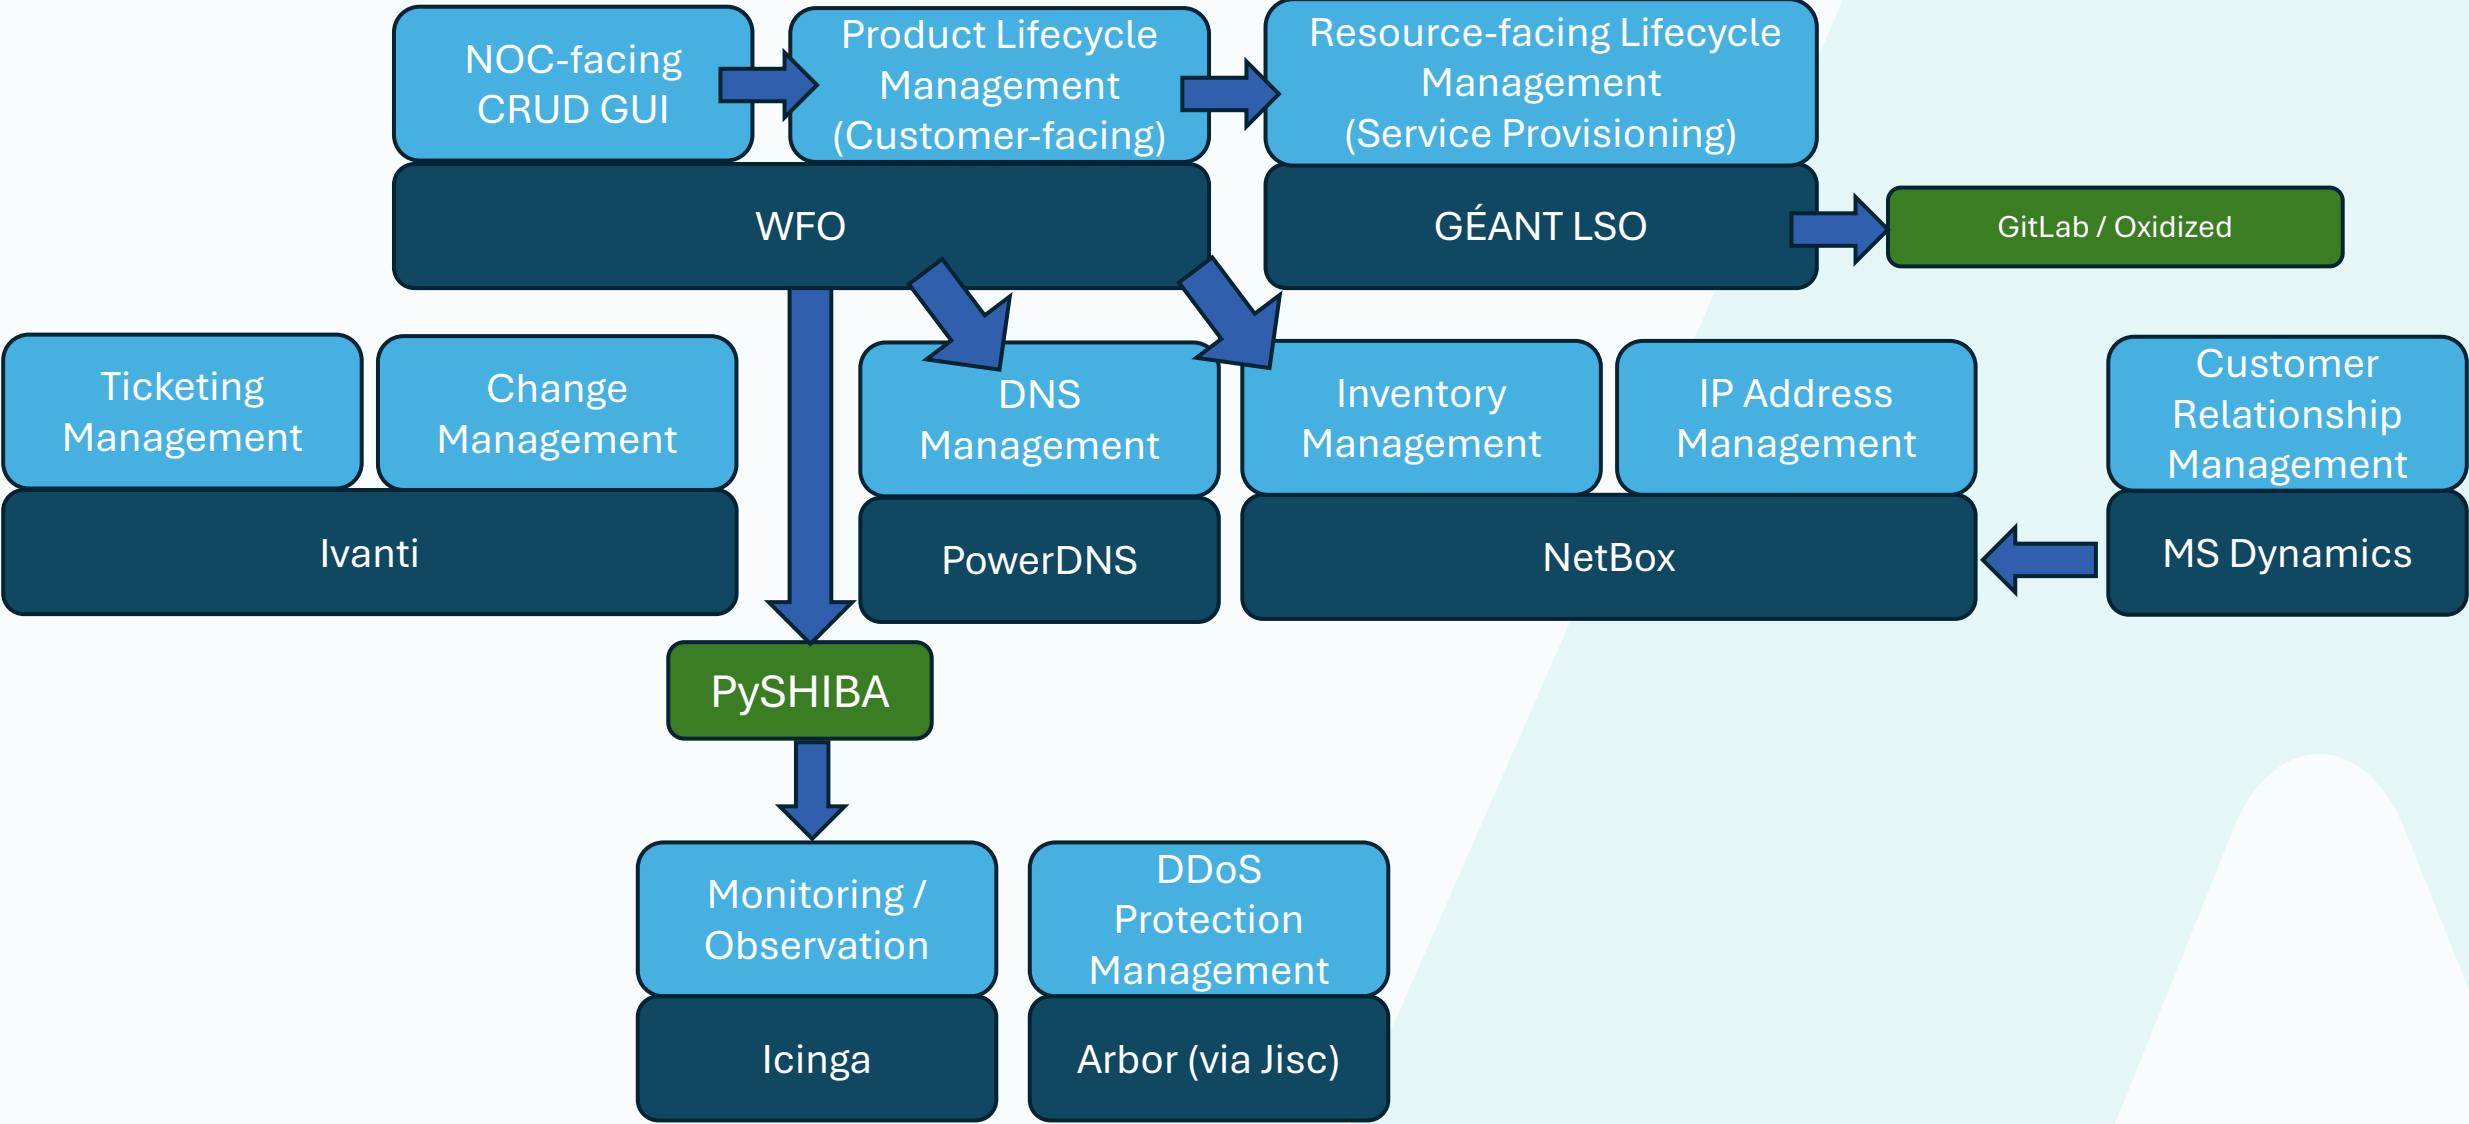 NOC-facing
CRUD GUI
Product Lifecycle
Management
(Customer-facing)
Resource-facing Lifecycle
Management
(Service Provisioning)
WFO
GÉANT LSO
GitLab / Oxidized
Ticketing
Management
Change
Management
DNS
Management
Inventory
Management
IP Address
Management
Customer
Relationship
Management
Ivanti
PowerDNS
NetBox
MS Dynamics
PySHIBA
Monitoring /
Observation
DDoS
Protection
Management
Icinga
Arbor (via Jisc)